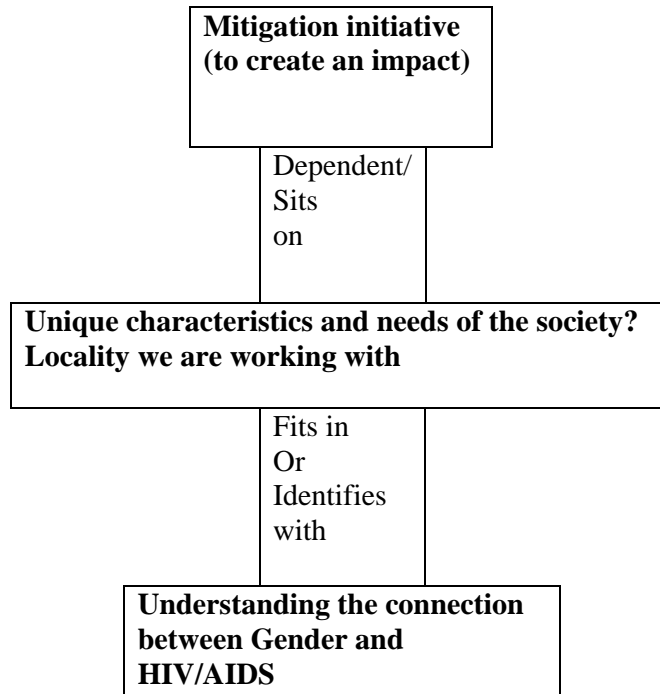 Mitigation initiative
(to create an impact)
Dependent/
Sits
on
Unique characteristics and needs of the society?
Locality we are working with
Fits in
Or
Identifies
with
Understanding the connection
between Gender and
HIV/AIDS